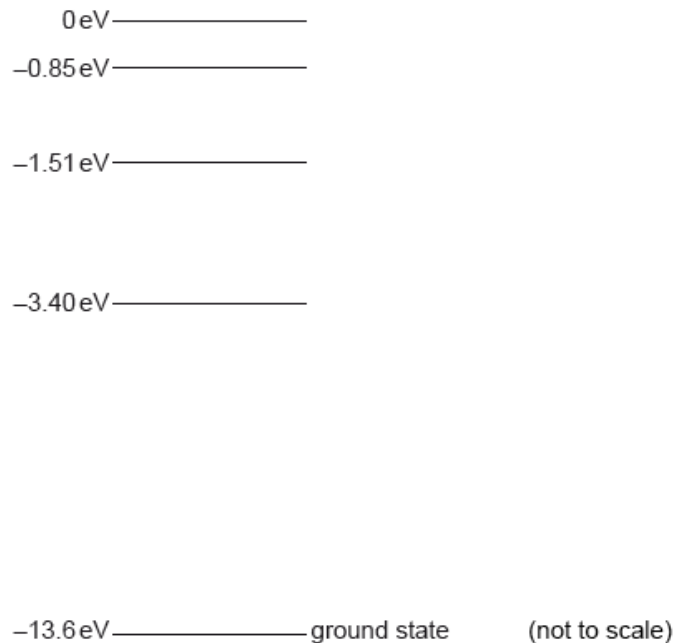 0 eV
–0.85 eV
–1.51 eV
–3.40 eV
–13.6 eV ground state (not to scale)